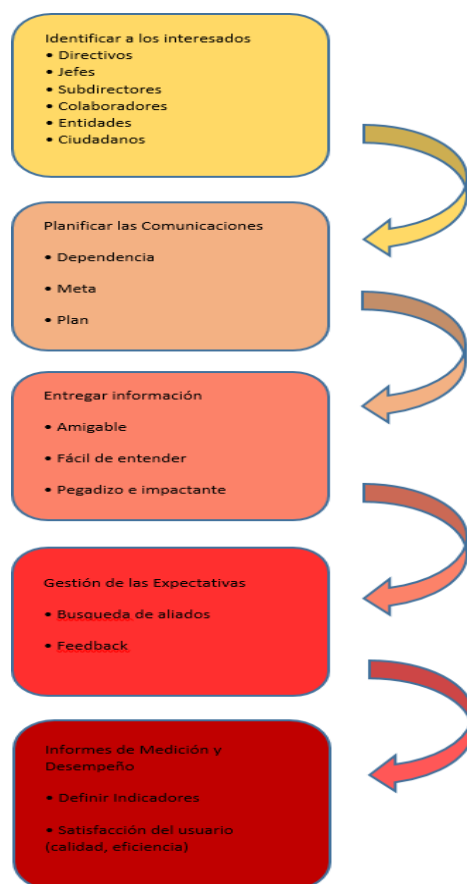 Identificar a los interesados
• Directivos
• Jefes
• Subdirectores
• Colaboradores
• Entidades
• Ciudadanos
Planificar las Comunicaciones
• Dependencia
• Meta
• Plan
Entregar información
• Amigable
• Fácil de entender
• Pegadizo e impactante
Gestión de las Expectativas
• Busqueda de aliados
• Feedback
Informes de Medición y
Desempeño
• Definir Indicadores
• Satisfacción del usuario
(calidad, eficiencia)